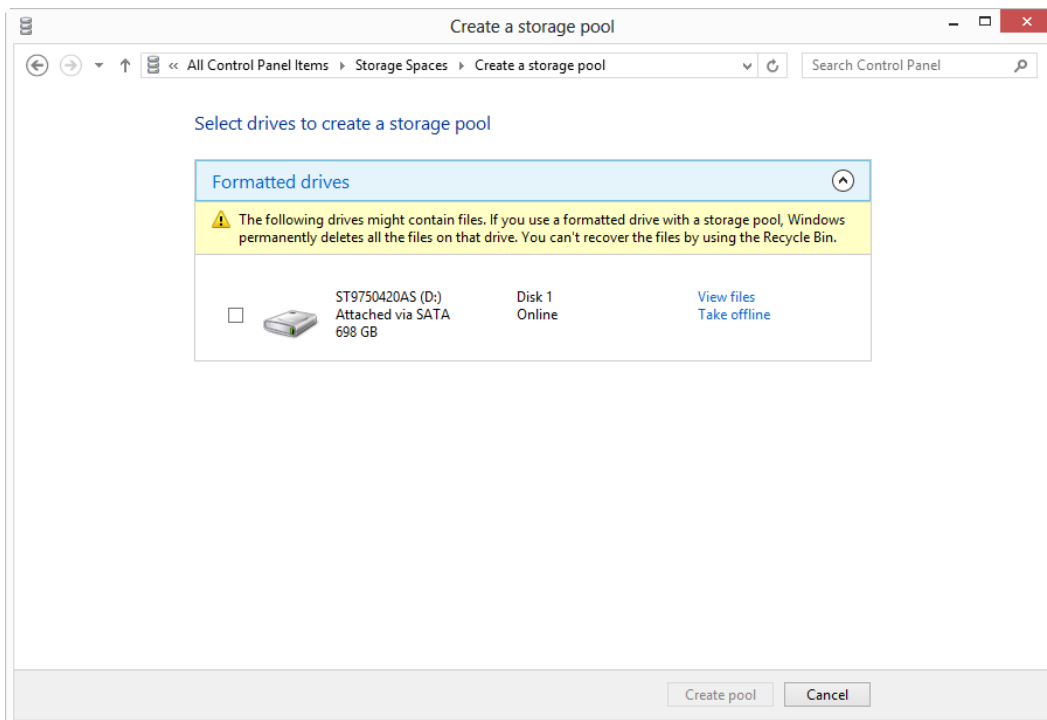 Create a storage pool
« All Control Panel Items Storage Spaces Create a storage pool
Search Control Panel
Select drives to create a storage pool
Formatted drives
The following drives might contain files. If you use a formatted drive with a storage pool, Windows
permanently deletes all the files on that drive. You can't recover the files by using the Recycle Bin.
ST9750420AS (D:) Disk 1 View files
Attached via SATA Online Take offline
698 GB
Create pool Cancel